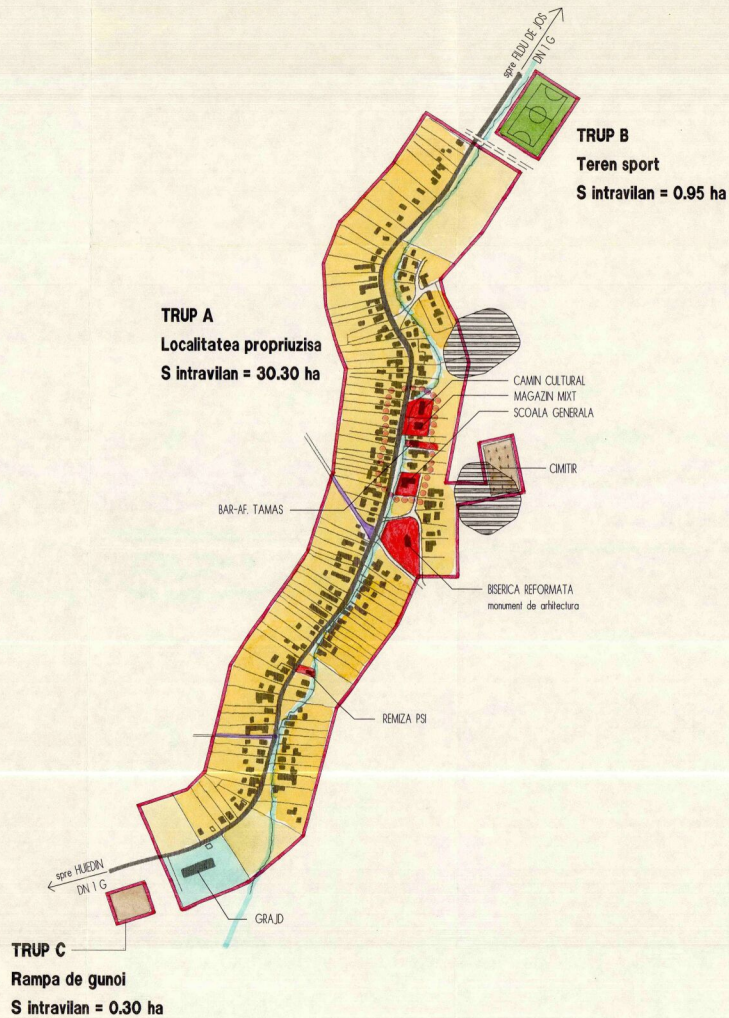 spre FILDU DE JOS
DN 1 G
TRUP B
Teren sport
S intravilan = 0.95 ha
TRUP A
Localitatea propriuzisa
S intravilan = 30.30 ha
CAMIN CULTURAL
MAGAZIN MIXT
SCOALA GENERALA
CIMITIR
BAR-AF. TAMAS
BISERICA REFORMATA
monument de arhitectura
REMIZA PSI
spre HUIEDIN
DN 1 G
GRAJD
TRUP C
Rampa de gunoi
S intravilan = 0.30 ha